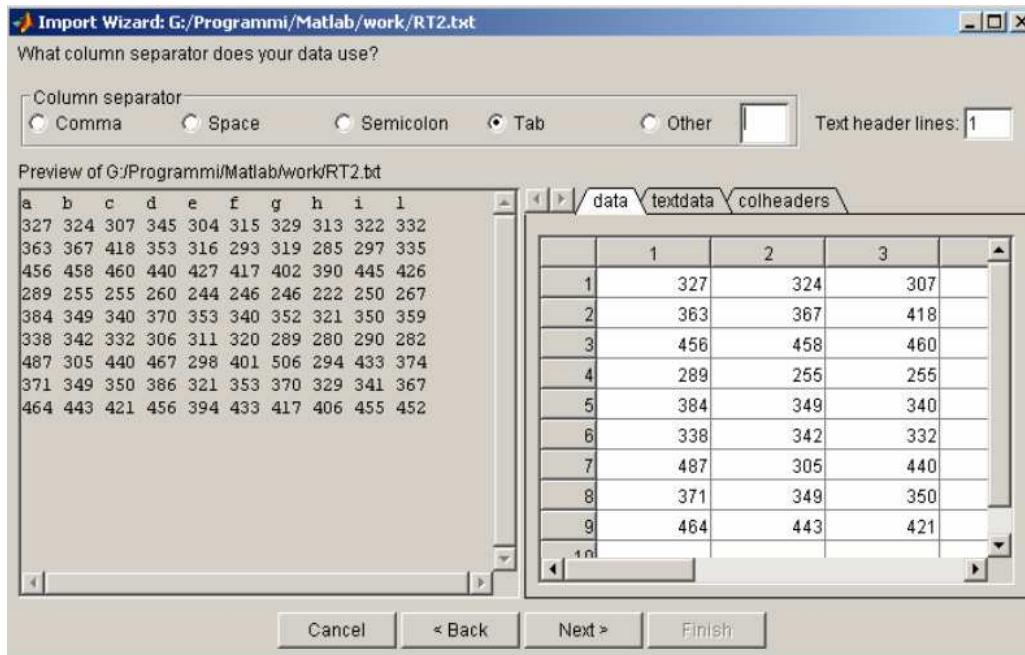 Import Wizard: G:/Programmi/Matlab/work/RT2.txt
What column separator does your data use?
Column separator
Comma Space Semicolon Tab Other Text header lines: 1
Preview of G:/Programmi/Matlab/work/RT2.txt
a b c d e f g h i l
327 324 307 345 304 315 329 313 322 332
363 367 418 353 316 293 319 285 297 335
456 458 460 440 427 417 402 390 445 426
289 255 255 260 244 246 246 222 250 267
384 349 340 370 353 340 352 321 350 359
338 342 332 306 311 320 289 280 290 282
487 305 440 467 298 401 506 294 433 374
371 349 350 386 321 353 370 329 341 367
464 443 421 456 394 433 417 406 455 452
data textdata colheaders
1 2 3
1 327 324 307
2 363 367 418
3 456 458 460
4 289 255 255
5 384 349 340
6 338 342 332
7 487 305 440
8 371 349 350
9 464 443 421
10
Cancel < Back Next > Finish